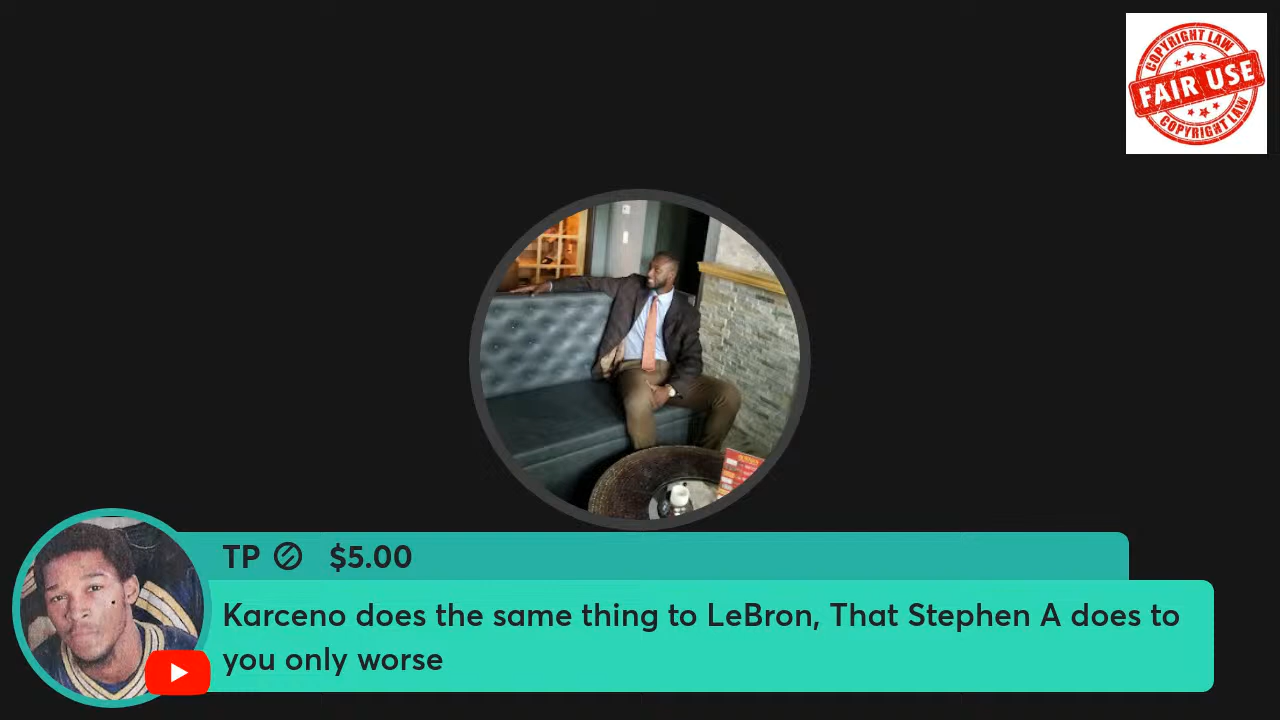 COPYRIGHT LAW
FAIR USE
COPYRIGHT LAW
TP $5.00
Karceno does the same thing to LeBron, That Stephen A does to
you only worse